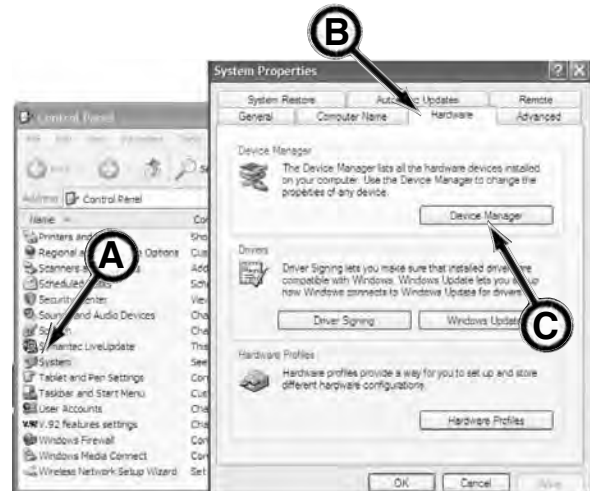 B
System Properties
System Restore
Updates
Remote
General
Computer Name
Hardware
Advanced
Control Panel
Device Manager
The Device Manager lists all the hardware devices installed
on your computer. Use the Device Manager to change the
properties of any device.
Device Manager
Address
Control Panel
Name
Printers and
Regional
Options
Scanners
Scheduled
Security
Sound and Audio Devices
Symantec LiveUpdate
System
Tablet and Pen Settings
Taskbar and Start Menu
User Accounts
V.92 features settings
Windows Firewall
Windows Media Connect
Wireless Network Setup Wizard
Set
A
Drivers
Driver Signing lets you make sure that installed drivers are
compatible with Windows. Windows Update lets you set up
how Windows connects to Windows Update for drivers.
Driver Signing
Windows Update
C
Hardware Profiles
Hardware profiles provide a way for you to set up and store
different hardware configurations.
Hardware Profiles
OK
Cancel